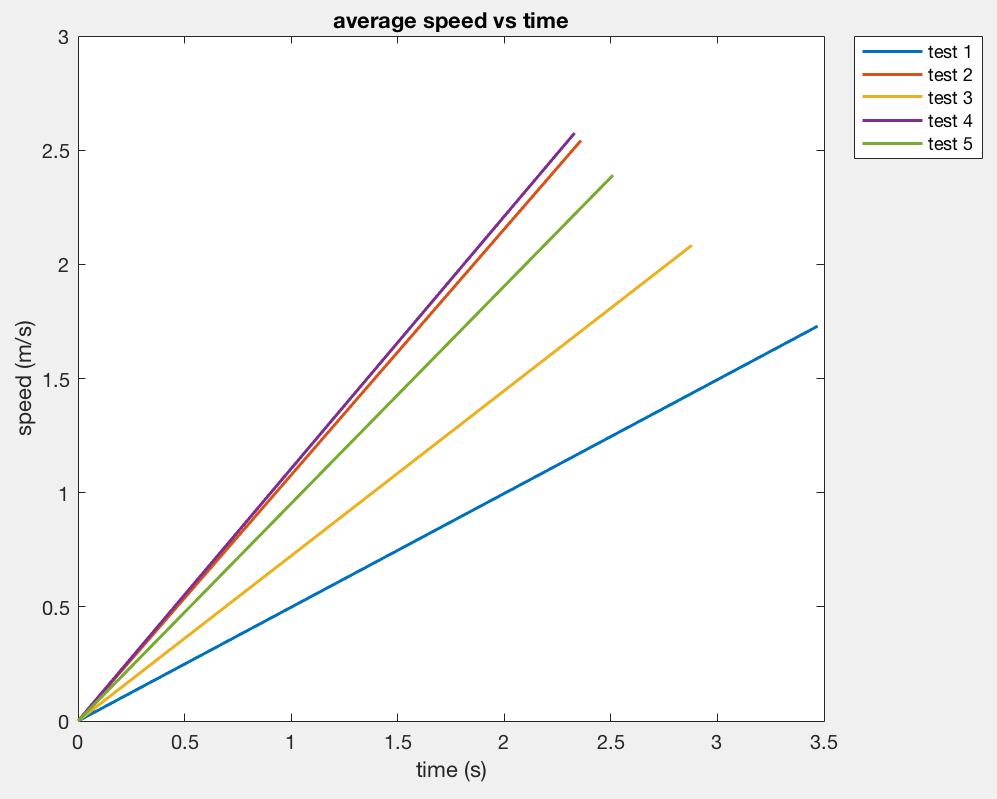 average speed vs time
3
2.5
2
1.5
1
0.5
0
speed (m/s)
0 0.5 1 1.5 2 2.5 3 3.5
time (s)
test 1
test 2
test 3
test 4
test 5